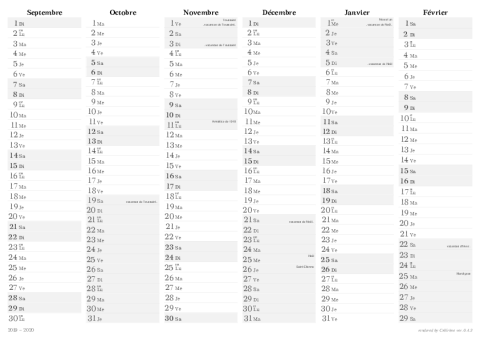 Septembre
1 Di
2 Lu
3 Ma
4 Me
5 Je
6 Ve
7 Sa
8 Di
9 Lu
10 Ma
11 Me
12 Je
13 Ve
14 Sa
15 Di
16 Lu
17 Ma
18 Me
19 Je
20 Ve
21 Sa
22 Di
23 Lu
24 Ma
25 Me
26 Je
27 Ve
28 Sa
29 Di
30 Lu
Octobre
1 Ma
2 Me
3 Je
4 Ve
5 Sa
6 Di
7 Lu
8 Ma
9 Me
10 Je
11 Ve
12 Sa
13 Di
14 Lu
15 Ma
16 Me
17 Je
18 Ve
19 Sa vacances de Toussaint
20 Di
21 Lu
22 Ma
23 Me
24 Je
25 Ve
26 Sa
27 Di
28 Lu
29 Ma
30 Me
31 Je
Novembre
Toussaint
1 Ve vacances de Toussaint
2 Sa
3 Di vacances de Toussaint
4 Lu
5 Ma
6 Me
7 Je
8 Ve
9 Sa
10 Di
11 Lu Armistice de 1918
12 Ma
13 Me
14 Je
15 Ve
16 Sa
17 Di
18 Lu
19 Ma
20 Me
21 Je
22 Ve
23 Sa
24 Di
25 Lu
26 Ma
27 Me
28 Je
29 Ve
30 Sa
Décembre
1 Di
2 Lu
3 Ma
4 Me
5 Je
6 Ve
7 Sa
8 Di
9 Lu
10 Ma
11 Me
12 Je
13 Ve
14 Sa
15 Di
16 Lu
17 Ma
18 Me
19 Je
20 Ve
21 Sa vacances de Noël
22 Di
23 Lu
24 Ma
25 Me Noël
26 Je Saint-Étienne
27 Ve
28 Sa
29 Di
30 Lu
31 Ma
Janvier
Nouvel an
1 Me vacances de Noël
2 Je
3 Ve
4 Sa
5 Di vacances de Noël
6 Lu
7 Ma
8 Me
9 Je
10 Ve
11 Sa
12 Di
13 Lu
14 Ma
15 Me
16 Je
17 Ve
18 Sa
19 Di
20 Lu
21 Ma
22 Me
23 Je
24 Ve
25 Sa
26 Di
27 Lu
28 Ma
29 Me
30 Je
31 Ve
Février
1 Sa
2 Di
3 Lu
4 Ma
5 Me
6 Je
7 Ve
8 Sa
9 Di
10 Lu
11 Ma
12 Me
13 Je
14 Ve
15 Sa
16 Di
17 Lu
18 Ma
19 Me
20 Je
21 Ve
22 Sa vacances d'hiver
23 Di
24 Lu
25 Ma Mardi gras
26 Me
27 Je
28 Ve
29 Sa
2019 – 2020